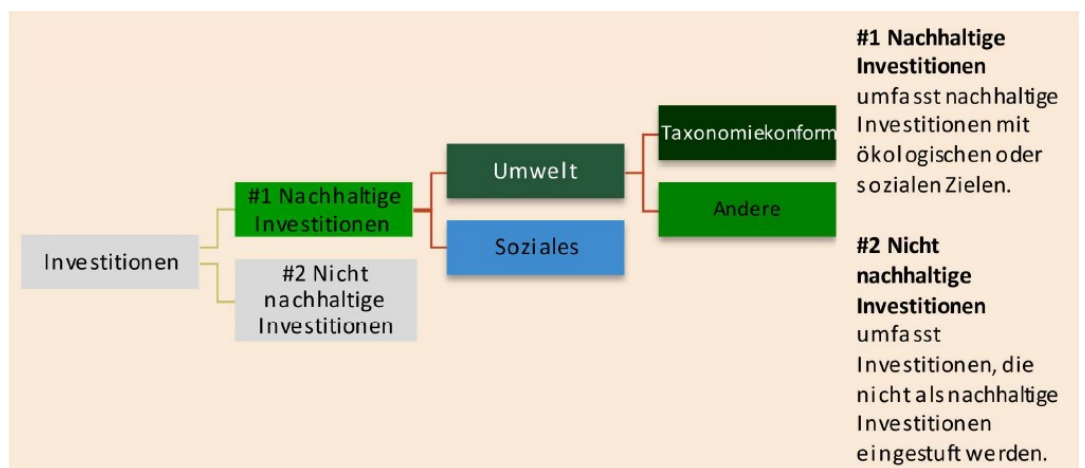 Investitionen
#1 Nachhaltige
Investitionen
#2 Nicht
nachhaltige
Investitionen
Umwelt
Soziales
Taxonomiekonform
Andere
#1 Nachhaltige
Investitionen
umfasst nachhaltige
Investitionen mit
ökologischen oder
sozialen Zielen.
#2 Nicht
nachhaltige
Investitionen
umfasst
Investitionen, die
nicht als nachhaltige
Investitionen
eingestuft werden.